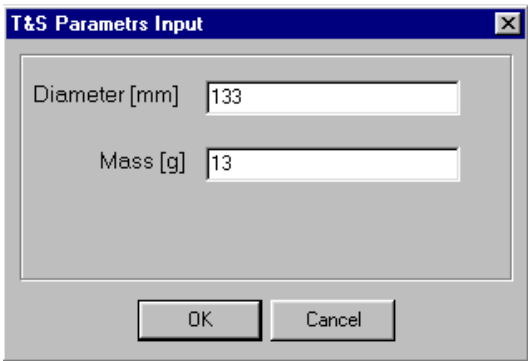 T&S Parametrs Input
Diameter [mm] 133
Mass [g] 13
OK Cancel